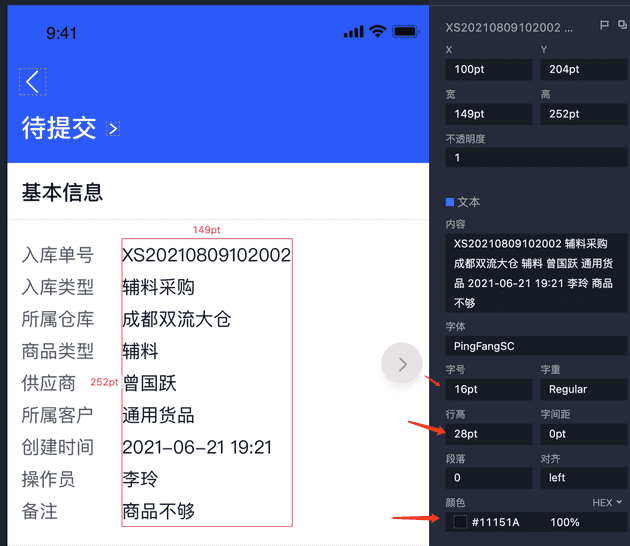 9:41
待提交
基本信息
149pt
入库单号 XS20210809102002
入库类型 辅料采购
所属仓库 成都双流大仓
商品类型 辅料
供应商 252pt 曾国跃
所属客户 通用货品
创建时间 2021-06-21 19:21
操作员 李玲
备注 商品不够
XS20210809102002 ...
X Y
100pt 204pt
宽 高
149pt 252pt
不透明度
1
文本
内容
XS20210809102002 辅料采购
成都双流大仓 辅料 曾国跃 通用货
品 2021-06-21 19:21 李玲 商品
不够
字体
PingFangSC
字号 字重
16pt Regular
行高 字间距
28pt 0pt
段落 对齐
0 left
颜色 HEX
#11151A 100%